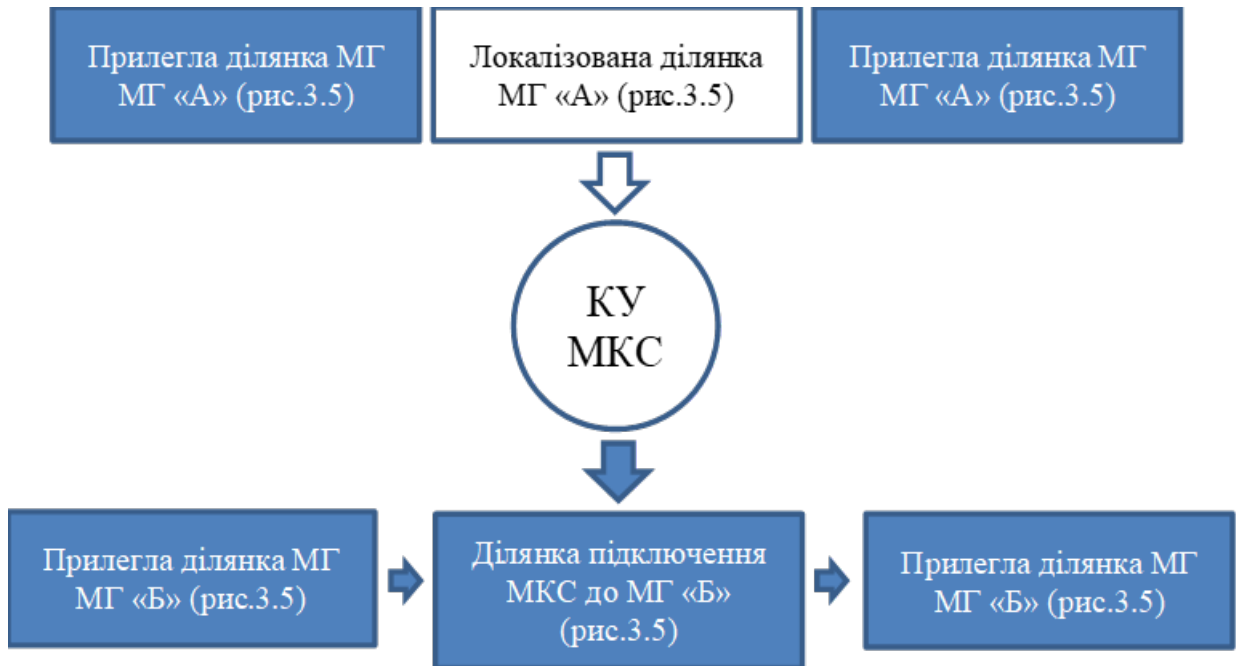 Прилегла ділянка МГ
МГ «А» (рис.3.5)
Локалізована ділянка
МГ «А» (рис.3.5)
Прилегла ділянка МГ
МГ «А» (рис.3.5)
КУ
МКС
Прилегла ділянка МГ
МГ «Б» (рис.3.5)
Ділянка підключення
МКС до МГ «Б»
(рис.3.5)
Прилегла ділянка МГ
МГ «Б» (рис.3.5)